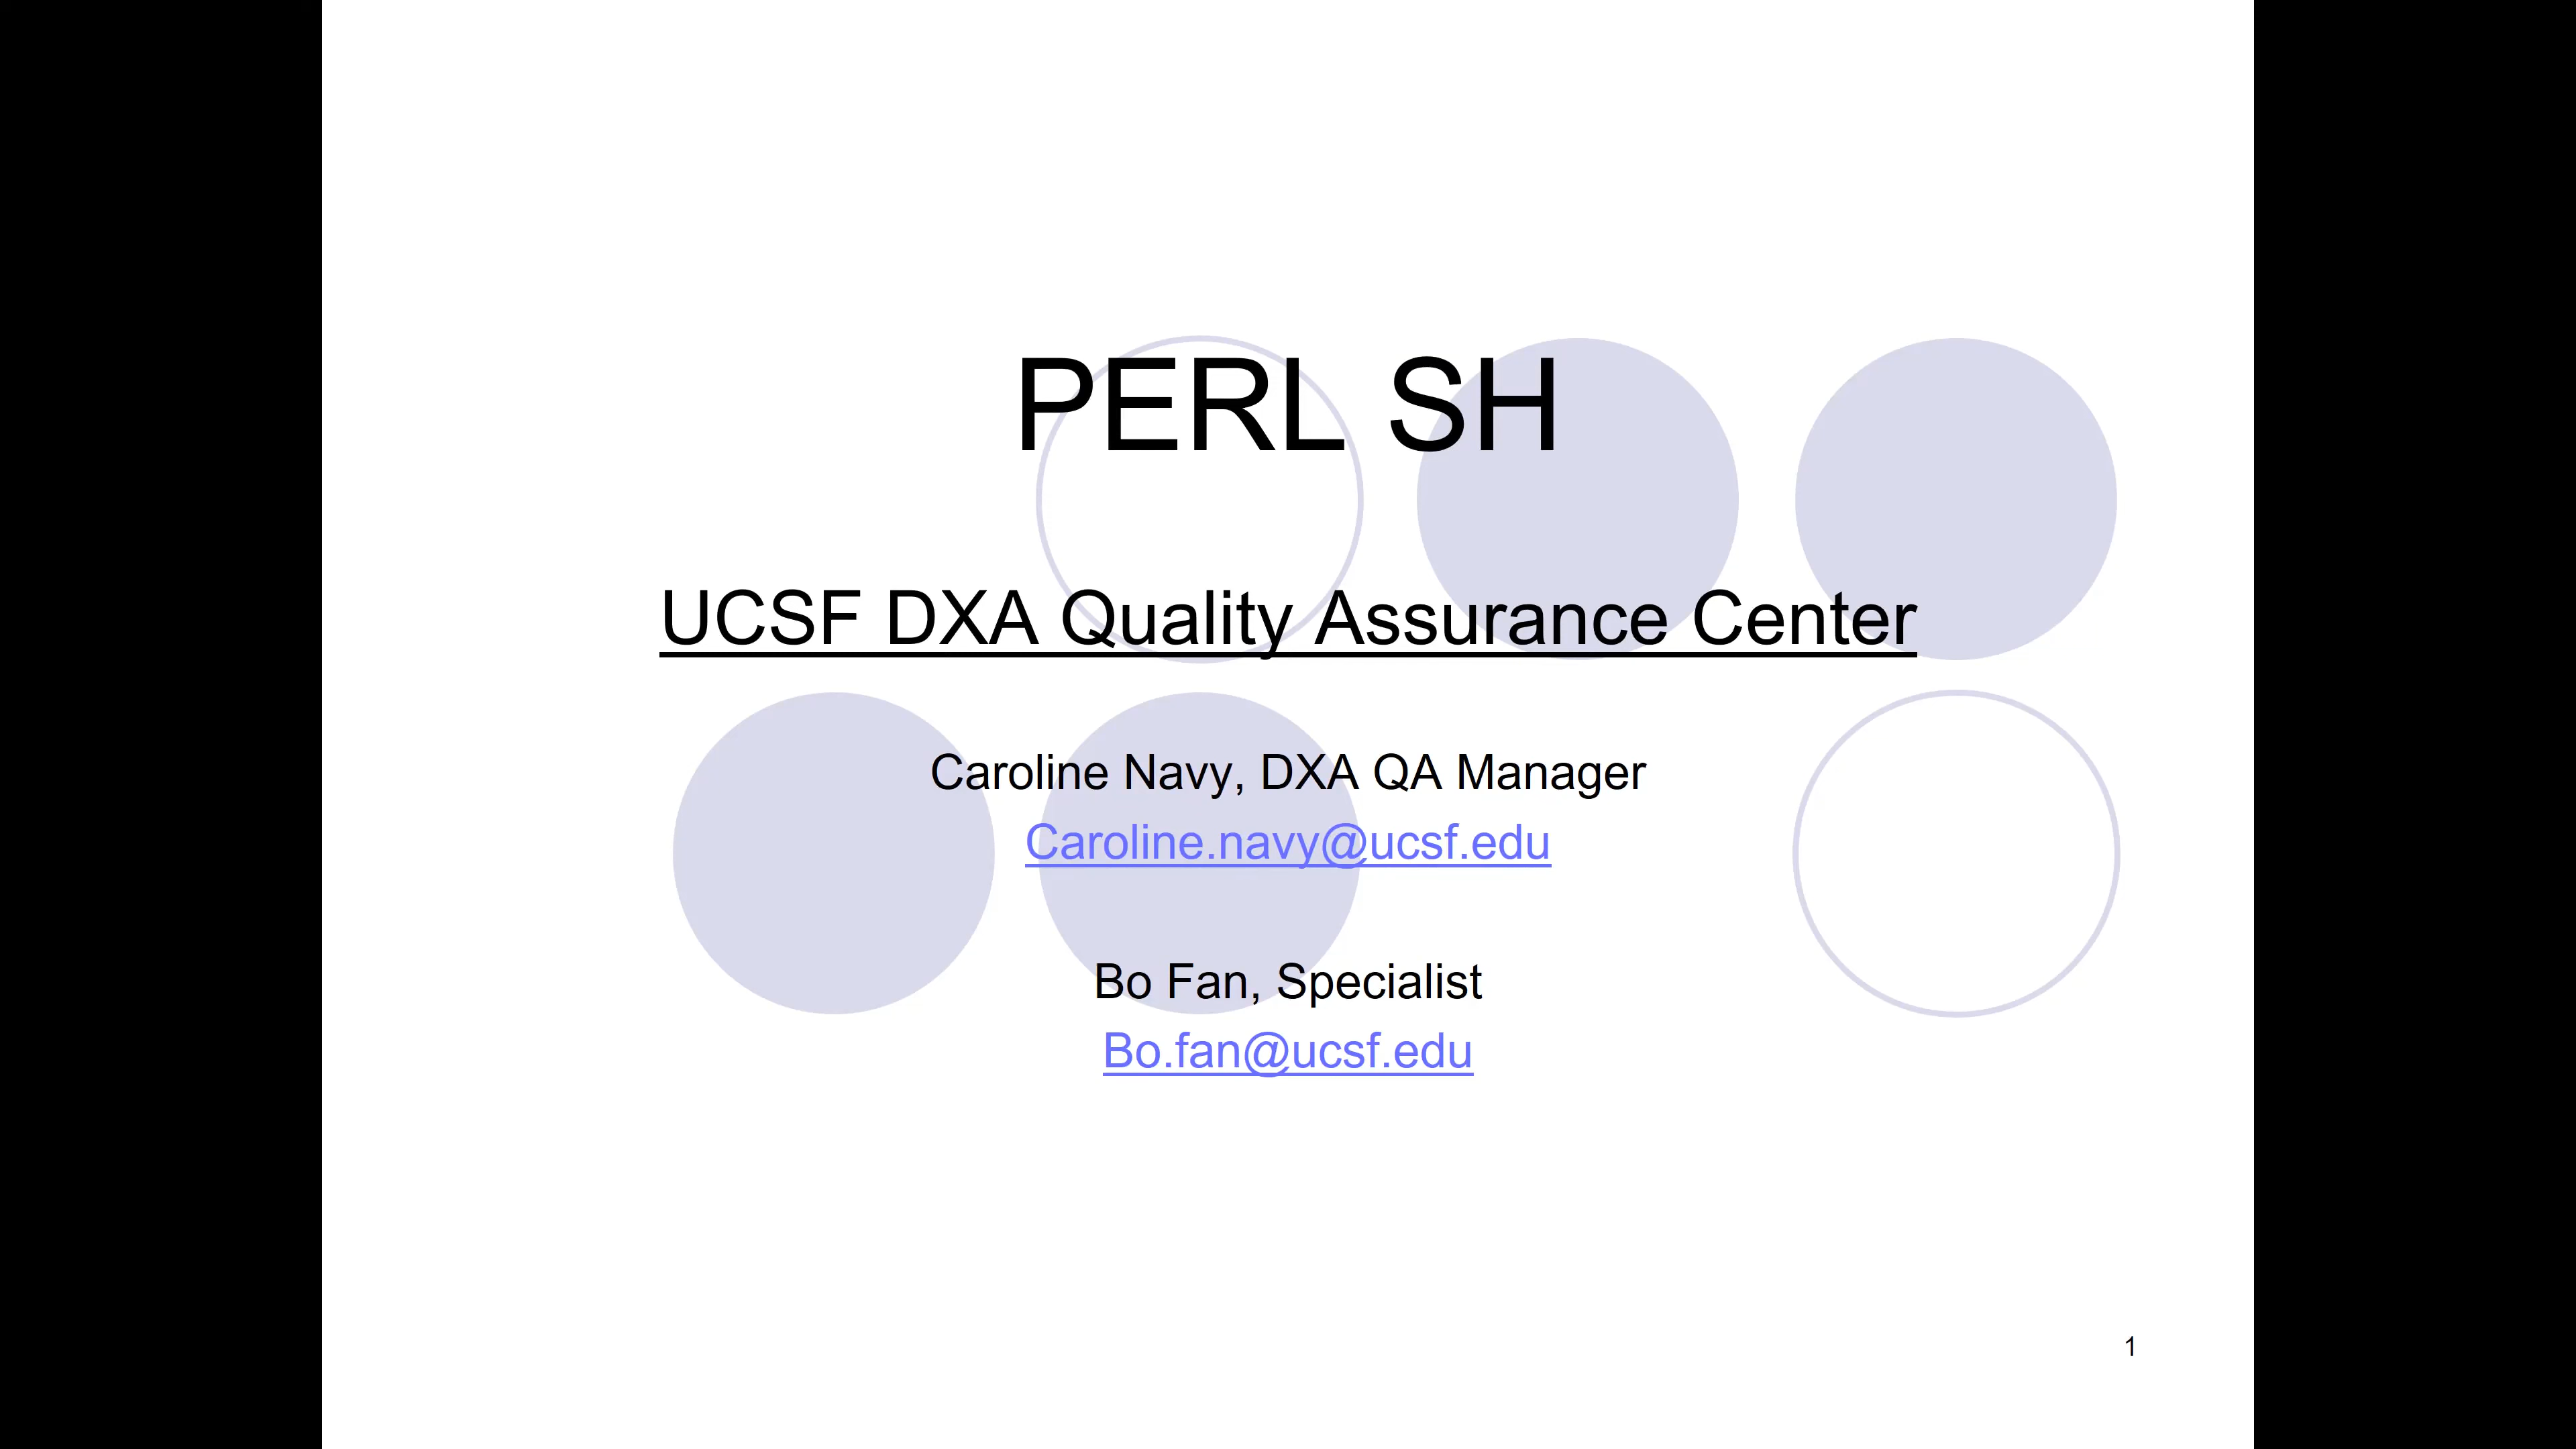 PERL SH
UCSF DXA Quality Assurance Center
Caroline Navy, DXA QA Manager
Caroline.navy@ucsf.edu
Bo Fan, Specialist
Bo.fan@ucsf.edu
1